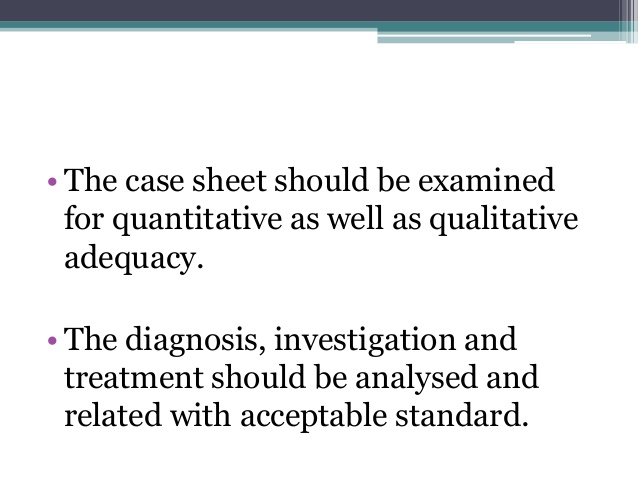 • The case sheet should be examined
for quantitative as well as qualitative
adequacy.
• The diagnosis, investigation and
treatment should be analysed and
related with acceptable standard.